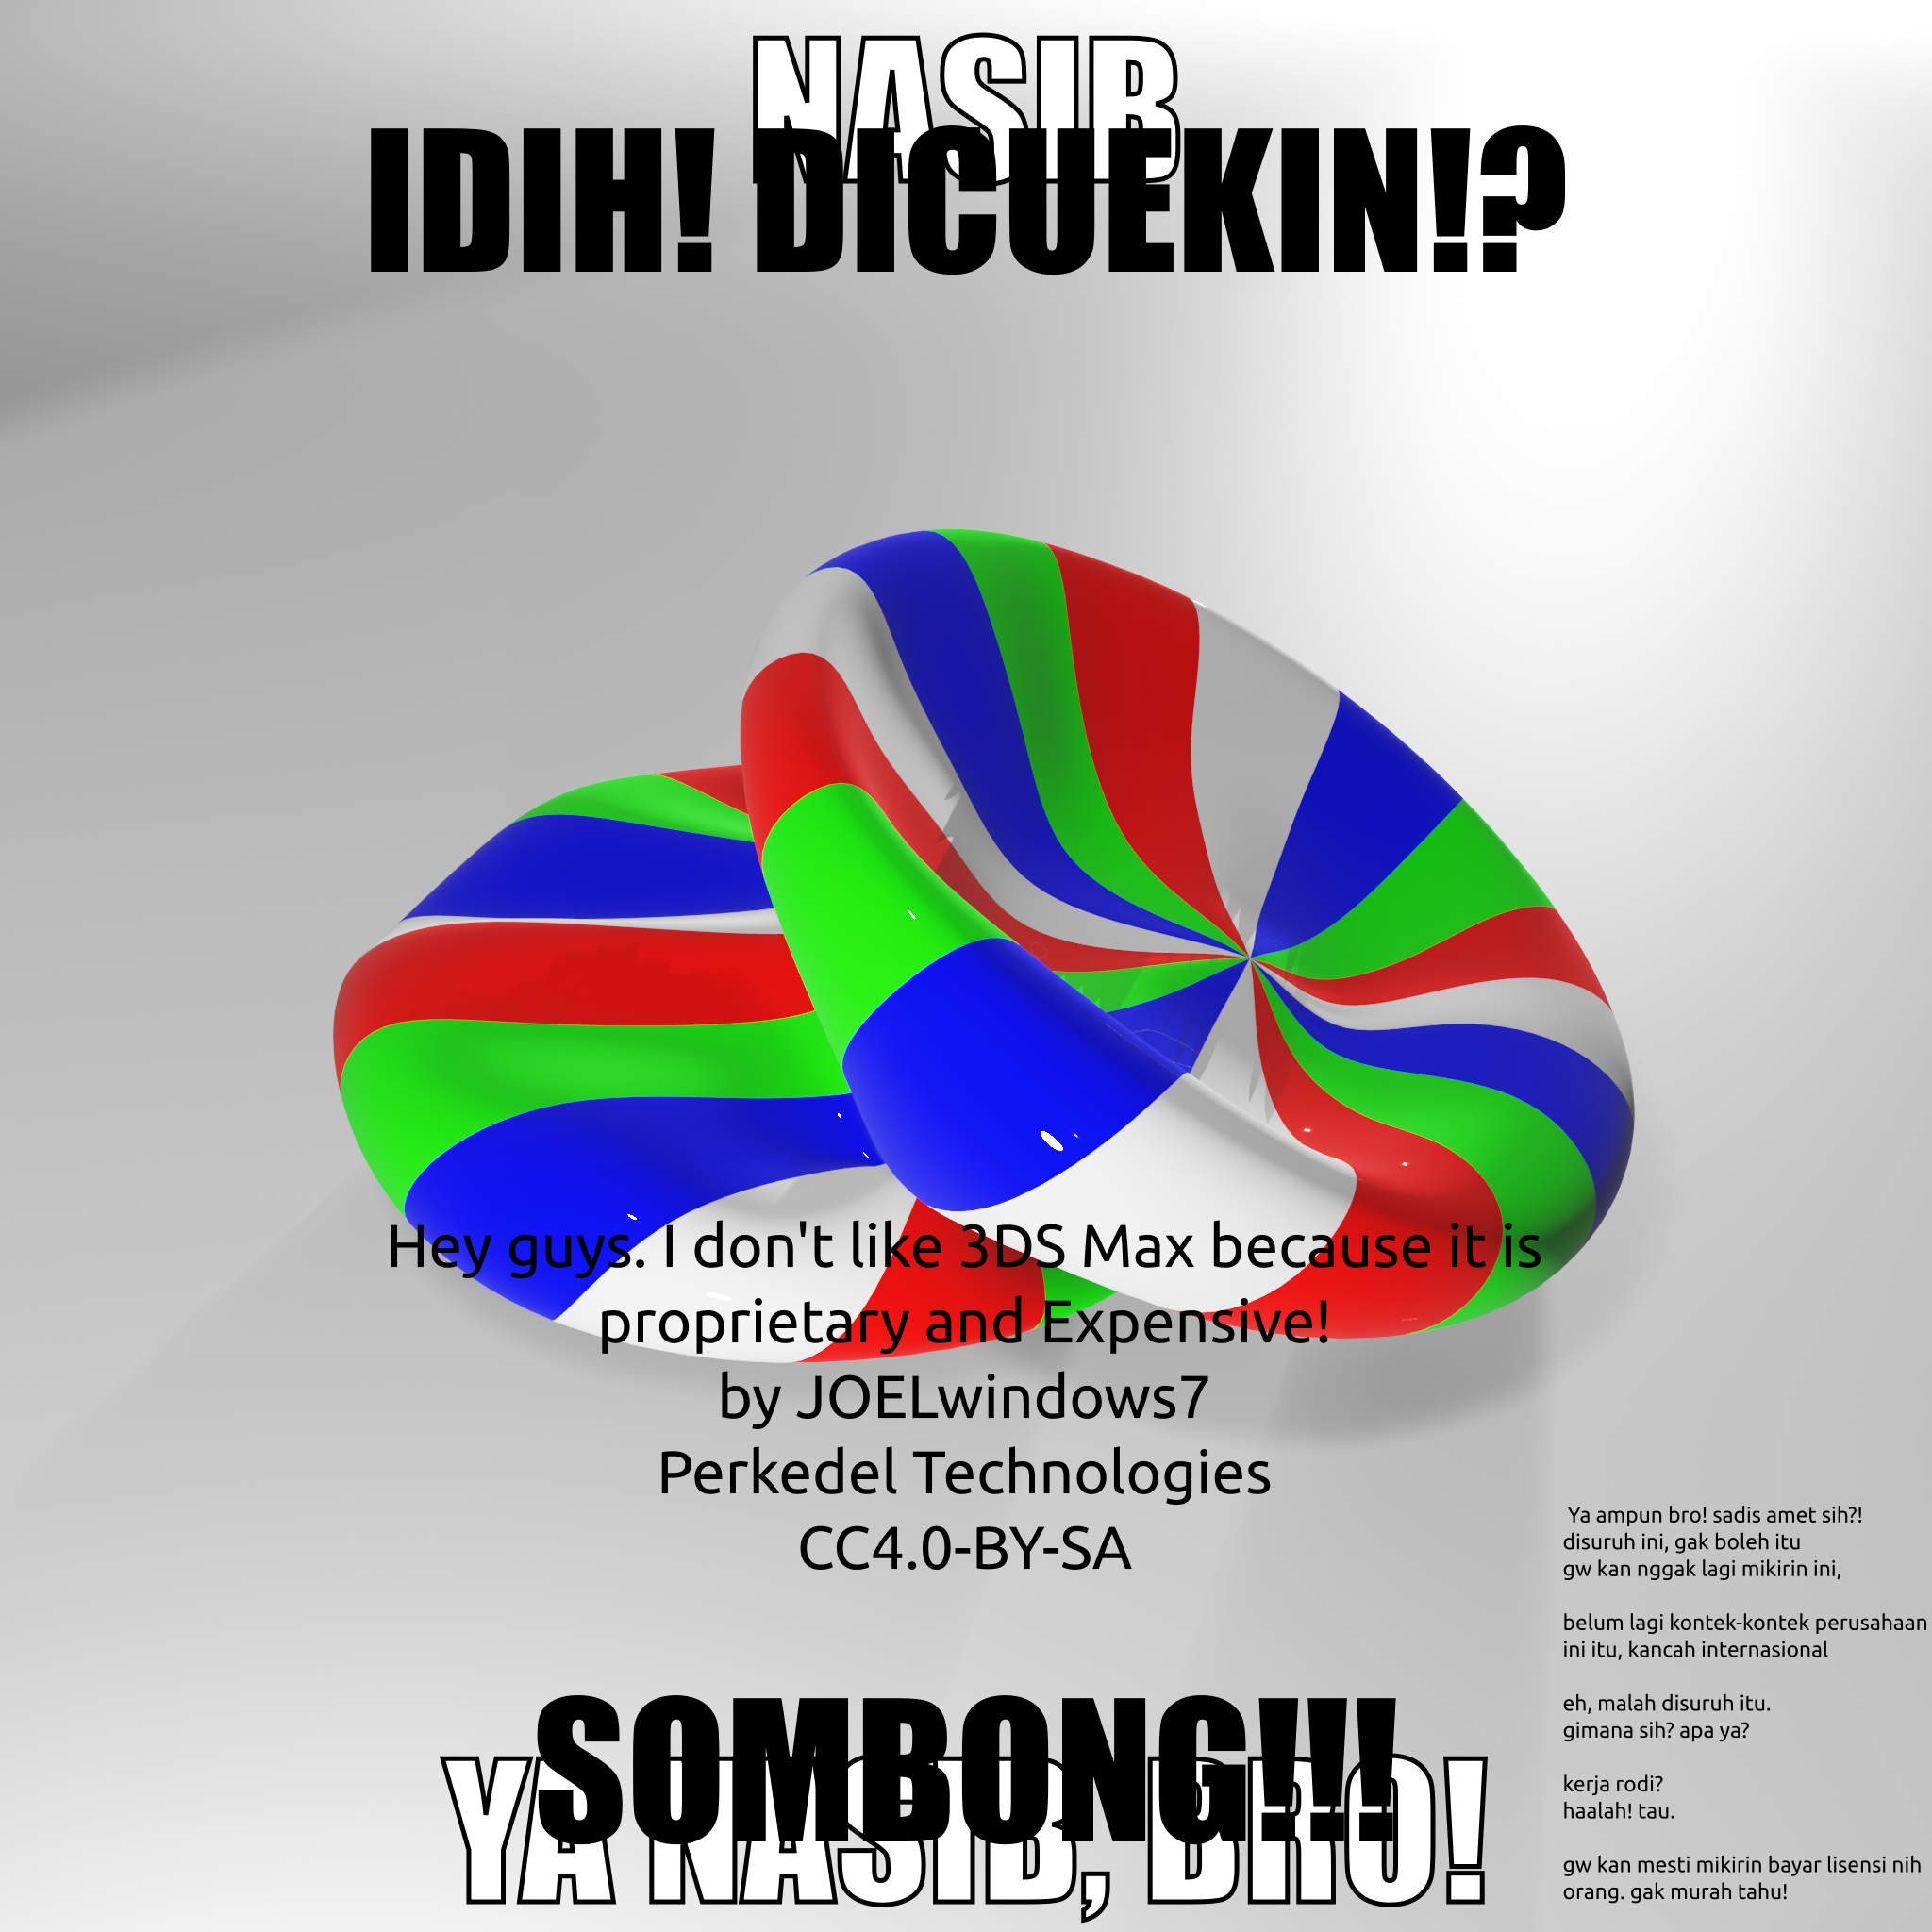 NASIB
IDIH! DICUEKIN!?
Hey guys. I don't like 3DS Max because it is
proprietary and Expensive!
by JOELwindows7
Perkedel Technologies
CC4.0-BY-SA
Ya ampun bro! sadis amet sih?!
disuruh ini, gak boleh itu
gw kan nggak lagi mikirin ini,
belum lagi kontek-kontek perusahaan
ini itu, kancah internasional
eh, malah disuruh itu.
gimana sih? apa ya?
kerja rodi?
haalah! tau.
gw kan mesti mikirin bayar lisensi nih
orang. gak murah tahu!
SOMBONG!!!
YA NASIB, BRO!